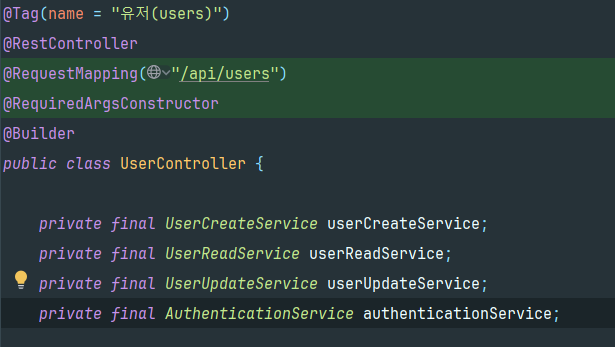 @Tag(name = "유저(users)")
@RestController
@RequestMapping("/api/users")
@RequiredArgsConstructor
@Builder
public class UserController {
private final UserCreateService userCreateService;
private final UserReadService userReadService;
private final UserUpdateService userUpdateService;
private final AuthenticationService authenticationService;